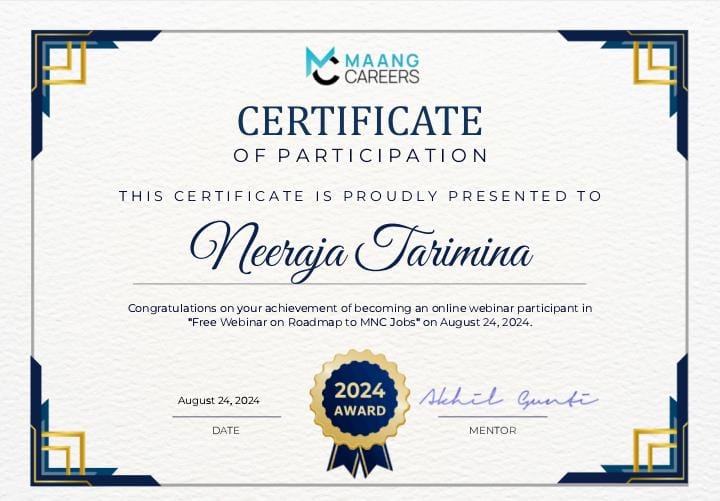 MAANG
CAREERS
CERTIFICATE
OF PARTICIPATION
THIS CERTIFICATE IS PROUDLY PRESENTED TO
Neeraja Tarimina
Congratulations on your achievement of becoming an online webinar participant in
"Free Webinar on Roadmap to MNC Jobs" on August 24, 2024.
August 24, 2024
DATE
2024
AWARD
Akhil Gunti
MENTOR